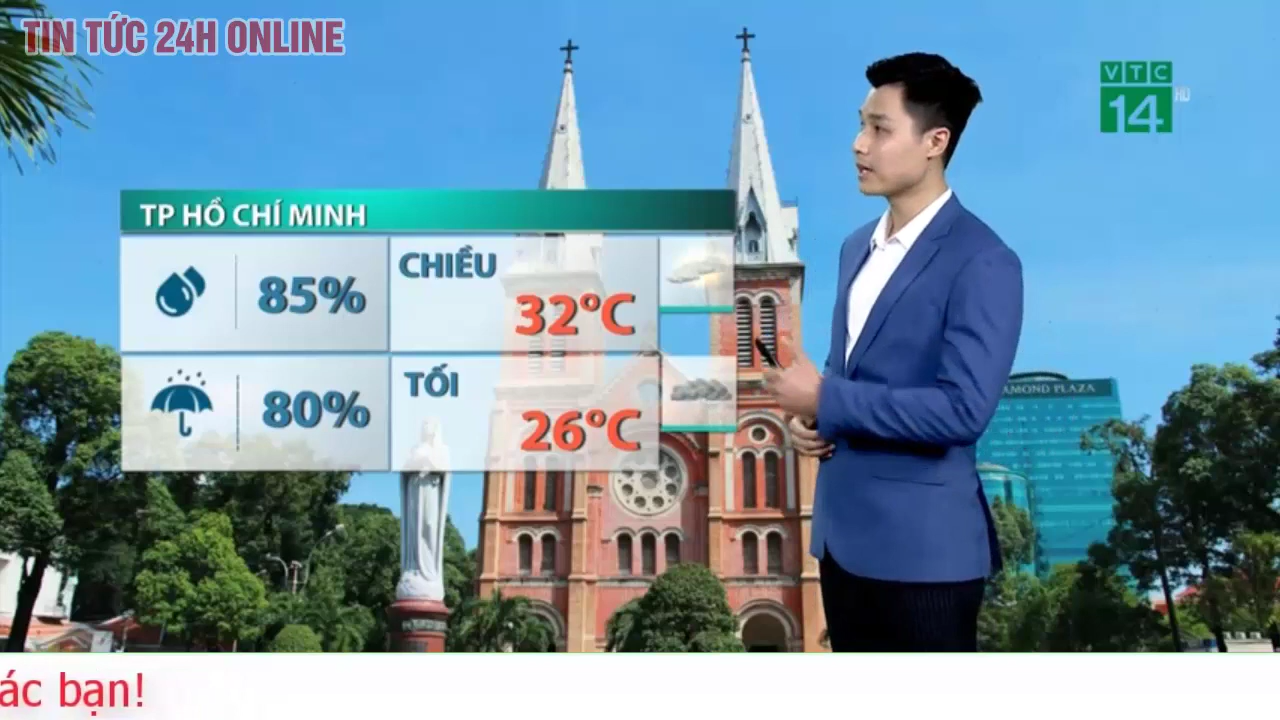 TIN TỨC 24H ONLINE
VTC
14 HD
TP HỒ CHÍ MINH
85%
CHIỀU
32°C
80%
TỐI
26°C
AMOND PLAZA
ác bạn!